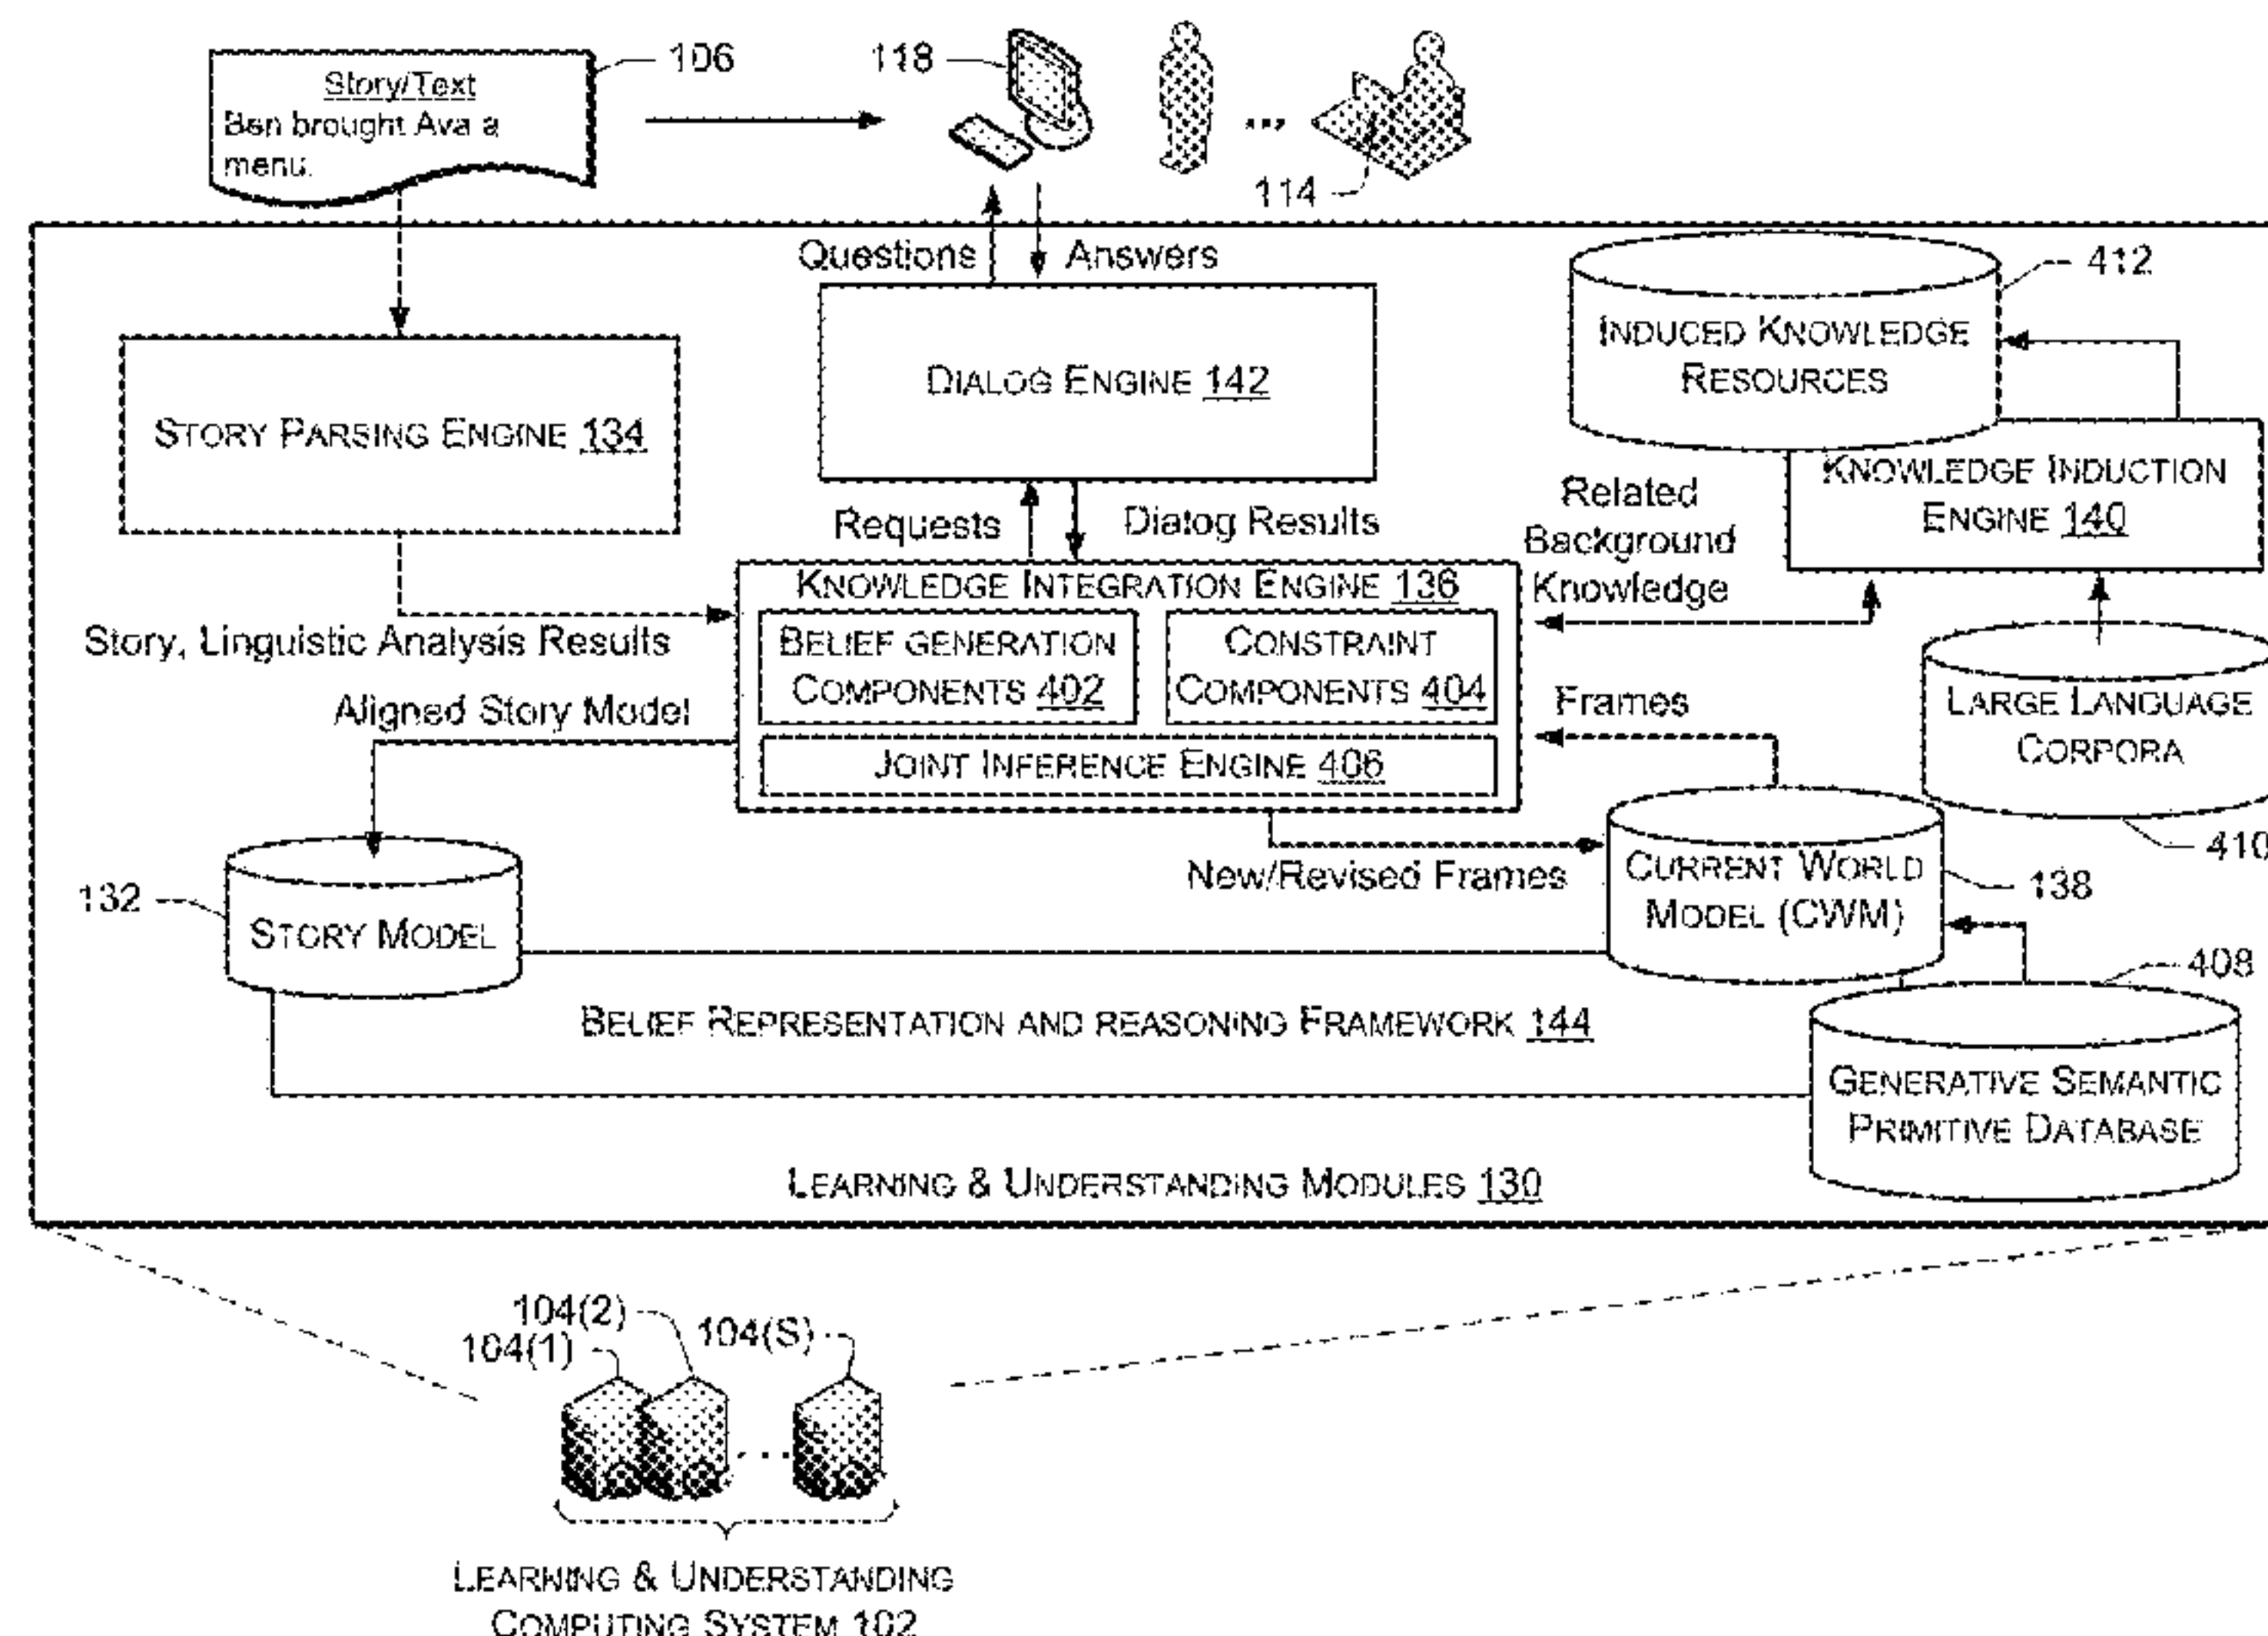 Story/Text
Ben brought Ava a
menu.
106
118
114
Questions
Answers
412
INDUCED KNOWLEDGE
RESOURCES
DIALOG ENGINE 142
STORY PARSING ENGINE 134
KNOWLEDGE INDUCTION
ENGINE 140
Related
Background
Knowledge
Requests
Dialog Results
KNOWLEDGE INTEGRATION ENGINE 136
BELIEF GENERATION
COMPONENTS 402
CONSTRAINT
COMPONENTS 404
JOINT INFERENCE ENGINE 406
Story, Linguistic Analysis Results
Aligned Story Model
Frames
LARGE LANGUAGE
CORPORA
410
New/Revised Frames
CURRENT WORLD
MODEL (CWM)
138
132
STORY MODEL
408
BELIEF REPRESENTATION AND REASONING FRAMEWORK 144
GENERATIVE SEMANTIC
PRIMITIVE DATABASE
LEARNING & UNDERSTANDING MODULES 130
104(2)
104(1)
104(S)
LEARNING & UNDERSTANDING
COMPUTING SYSTEM 102